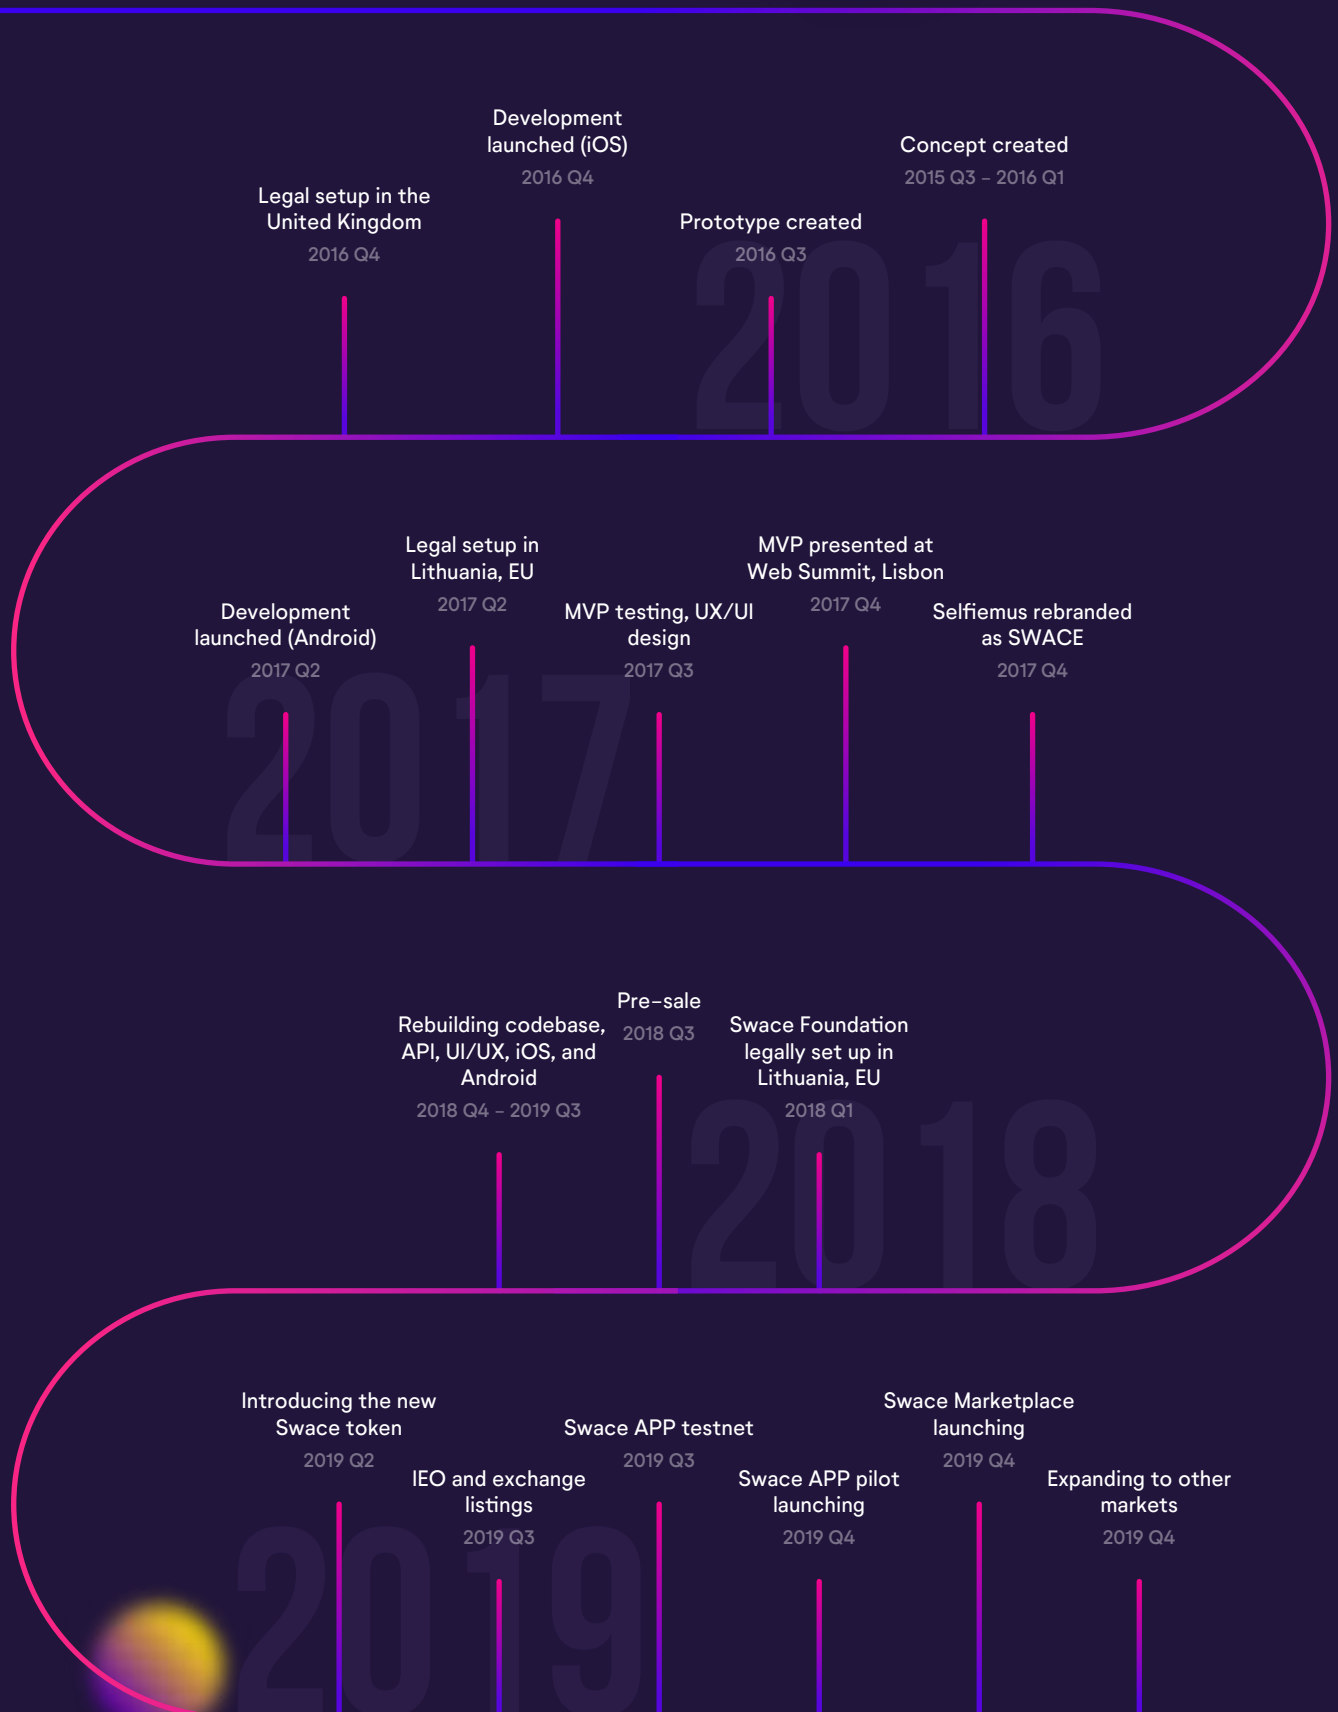 Development
launched (iOS)
2016 Q4
Concept created
2015 Q3 – 2016 Q1
Legal setup in the
United Kingdom
2016 Q4
Prototype created
2016 Q3
2016
Legal setup in
Lithuania, EU
2017 Q2
MVP presented at
Web Summit, Lisbon
2017 Q4
Development
launched (Android)
2017 Q2
MVP testing, UX/UI
design
2017 Q3
Selfiemus rebranded
as SWACE
2017 Q4
2017
Pre-sale
2018 Q3
Rebuilding codebase,
API, UI/UX, iOS, and
Android
2018 Q4 – 2019 Q3
Swace Foundation
legally set up in
Lithuania, EU
2018 Q1
2018
Introducing the new
Swace token
2019 Q2
Swace APP testnet
2019 Q3
Swace Marketplace
launching
2019 Q4
IEO and exchange
listings
2019 Q3
Swace APP pilot
launching
2019 Q4
Expanding to other
markets
2019 Q4
2019